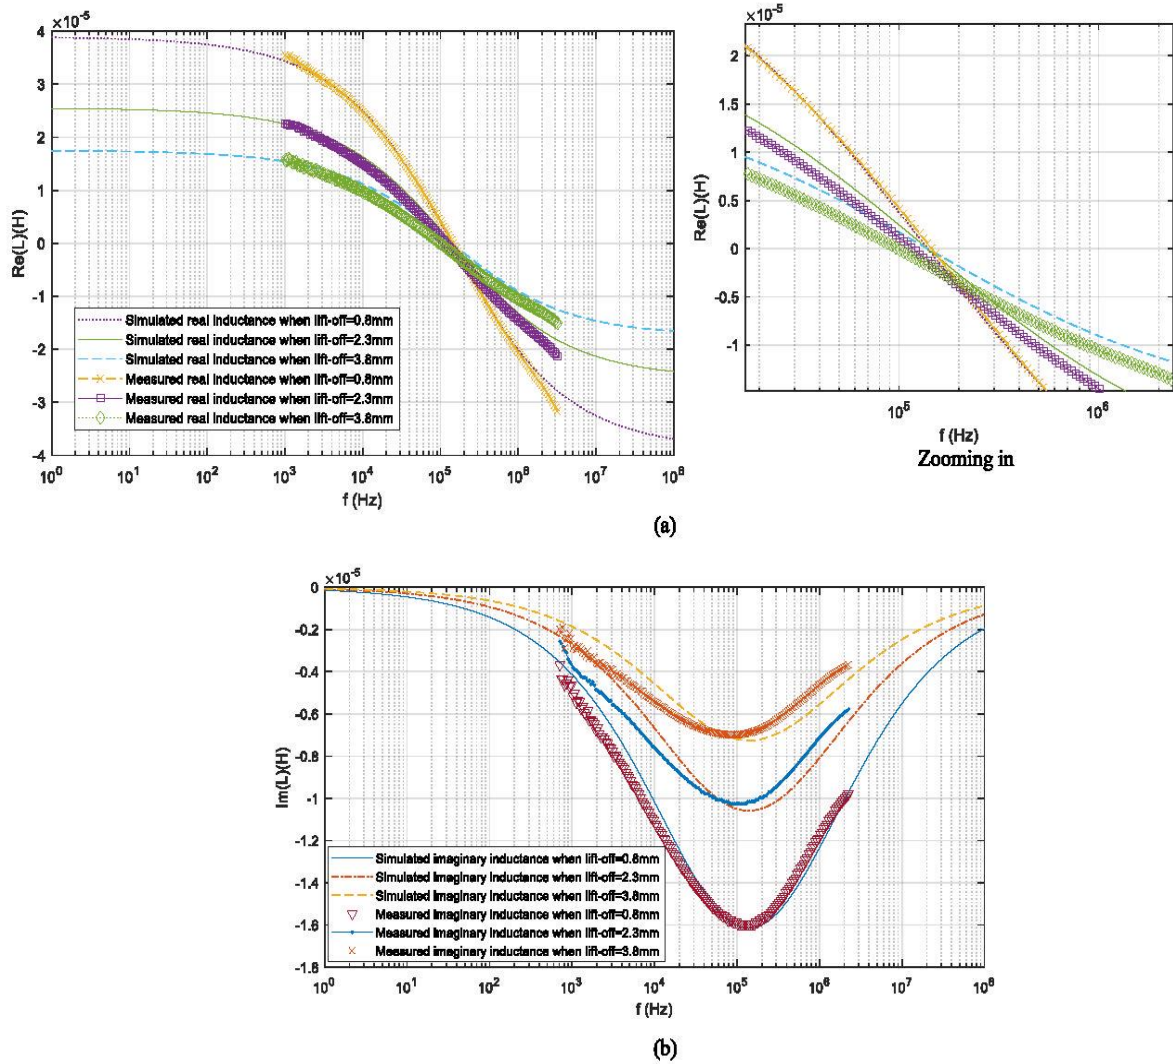 ×10⁻⁵
4
3
2
1
0
-1
-2
-3
-4
Re(L)(H)
Simulated real inductance when lift-off=0.8mm
Simulated real inductance when lift-off=2.3mm
Simulated real inductance when lift-off=3.8mm
Measured real inductance when lift-off=0.8mm
Measured real inductance when lift-off=2.3mm
Measured real inductance when lift-off=3.8mm
10⁰ 10¹ 10² 10³ 10⁴ 10⁵ 10⁶ 10⁷ 10⁸
f (Hz)
×10⁻⁵
2
1.5
1
0.5
0
-0.5
-1
Re(L)(H)
10⁵ 10⁶
f (Hz)
Zooming in
(a)
×10⁻⁵
0
-0.2
-0.4
-0.6
-0.8
-1
-1.2
-1.4
-1.6
-1.8
Im(L)(H)
Simulated imaginary inductance when lift-off=0.8mm
Simulated imaginary inductance when lift-off=2.3mm
Simulated imaginary inductance when lift-off=3.8mm
Measured imaginary inductance when lift-off=0.8mm
Measured imaginary inductance when lift-off=2.3mm
Measured imaginary inductance when lift-off=3.8mm
10⁰ 10¹ 10² 10³ 10⁴ 10⁵ 10⁶ 10⁷ 10⁸
f (Hz)
(b)